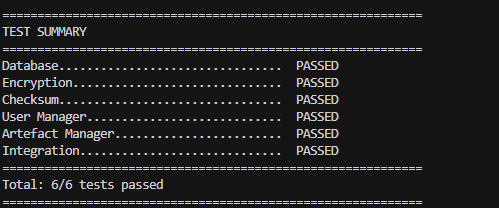 ============================================================
TEST SUMMARY
============================================================
Database................................ PASSED
Encryption.............................. PASSED
Checksum................................ PASSED
User Manager............................ PASSED
Artefact Manager........................ PASSED
Integration............................. PASSED
============================================================
Total: 6/6 tests passed
============================================================